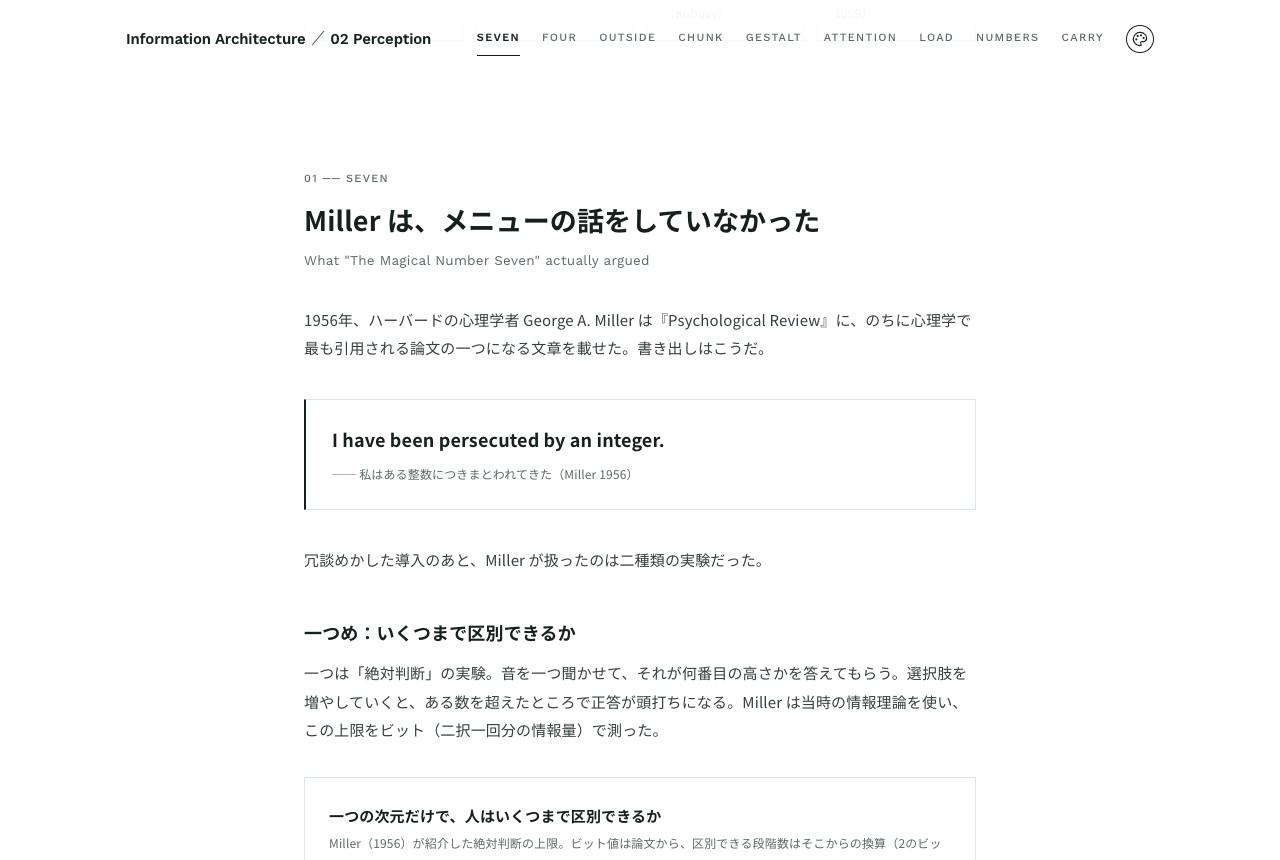 Information Architecture ／ 02 Perception
SEVEN FOUR OUTSIDE CHUNK GESTALT ATTENTION LOAD NUMBERS CARRY
01 —— SEVEN
Miller は、メニューの話をしていなかった
What "The Magical Number Seven" actually argued
1956年、ハーバードの心理学者 George A. Miller は『Psychological Review』に、のちに心理学で
最も引用される論文の一つになる文章を載せた。書き出しはこうだ。
I have been persecuted by an integer.
—— 私はある整数につきまとわれてきた（Miller 1956）
冗談めかした導入のあと、Miller が扱ったのは二種類の実験だった。
一つめ：いくつまで区別できるか
一つは「絶対判断」の実験。音を一つ聞かせて、それが何番目の高さかを答えてもらう。選択肢を
増やしていくと、ある数を超えたところで正答が頭打ちになる。Miller は当時の情報理論を使い、
この上限をビット（二択一回分の情報量）で測った。
一つの次元だけで、人はいくつまで区別できるか
Miller（1956）が紹介した絶対判断の上限。ビット値は論文から、区別できる段階数はそこからの換算（2のビッ